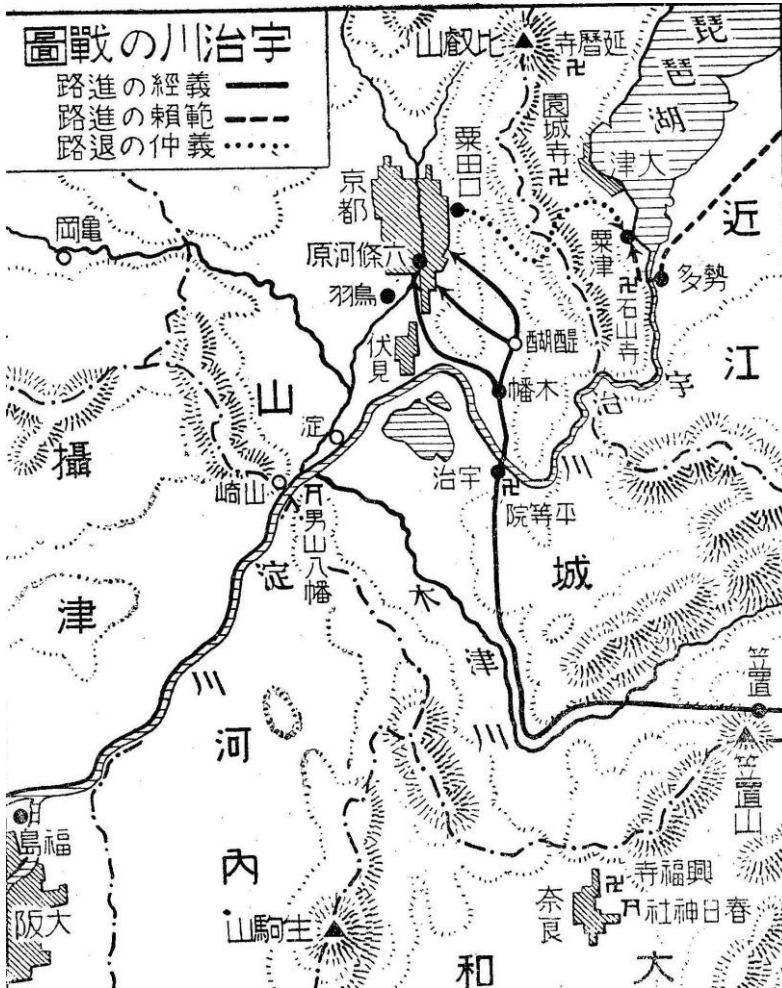 宇治川の戰圖
義經の進路
範頼の進路
義仲の退路
比叡山
延暦寺
園城寺
琵琶湖
大津
粟田口
京都
近江
亀岡
六條河原
鳥羽
粟津
勢多
石山寺
伏見
醍醐
木幡
宇治川
山城
攝津
淀
山崎
男山八幡
宇治
平等院
淀川
木津川
河內
笠置
笠置山
福島
大阪
生駒山
奈良
興福寺
春日神社
大和